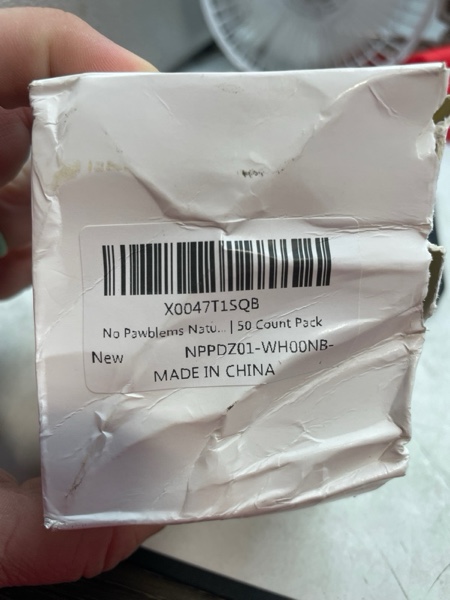 X0047T1SQB
No Pawblems Natu... | 50 Count Pack
New NPPDZ01-WH00NB-
MADE IN CHINA